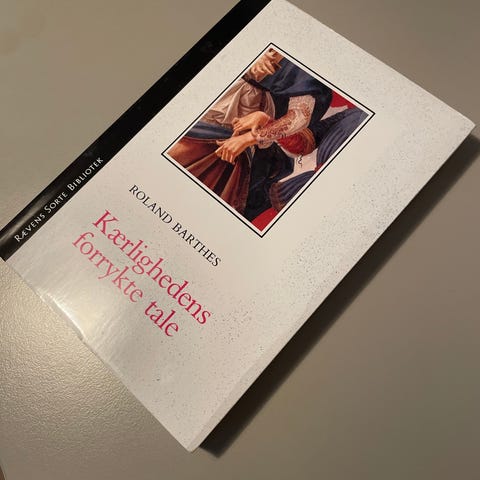 RÆVENS SORTE BIBLIOTEK
ROLAND BARTHES
Kærlighedens
forrykte tale